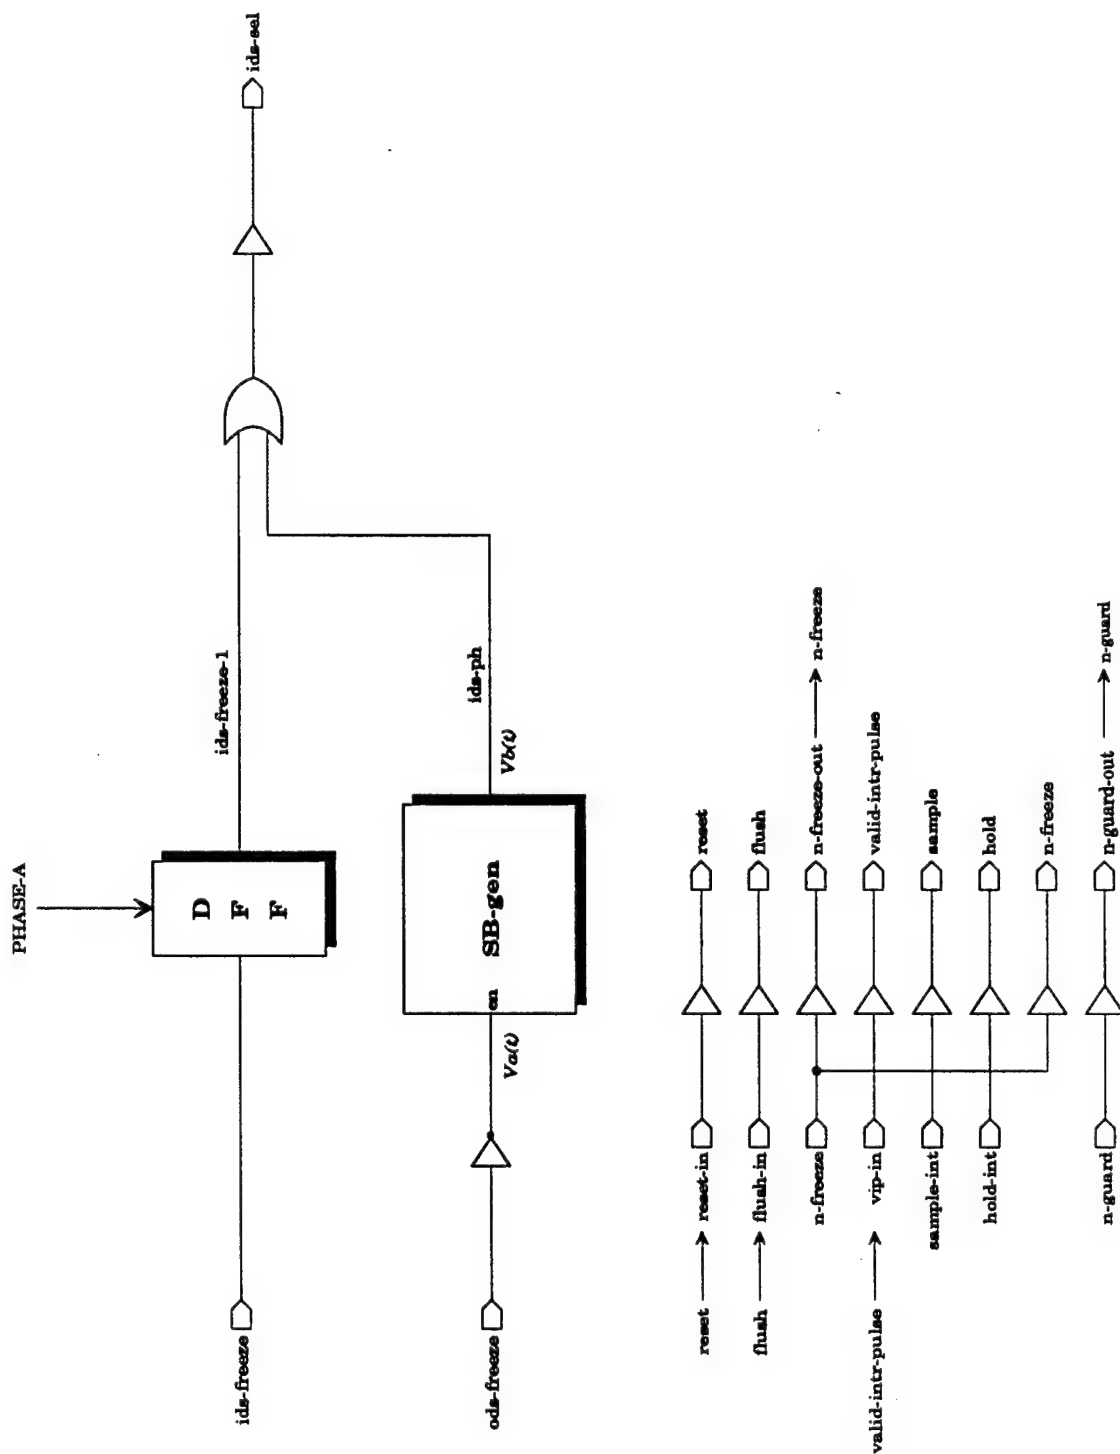 PHASE-A
ids-freeze
D
F
F
ids-freeze-1
ids-sel
ods-freeze
Va(t)
en
SB-gen
Vb(t)
ids-ph
reset
reset-in
reset
flush
flush-in
flush
n-freeze
n-freeze-out
n-freeze
valid-intr-pulse
vip-in
valid-intr-pulse
sample-int
sample
hold-int
hold
n-freeze
n-guard
n-guard-out
n-guard